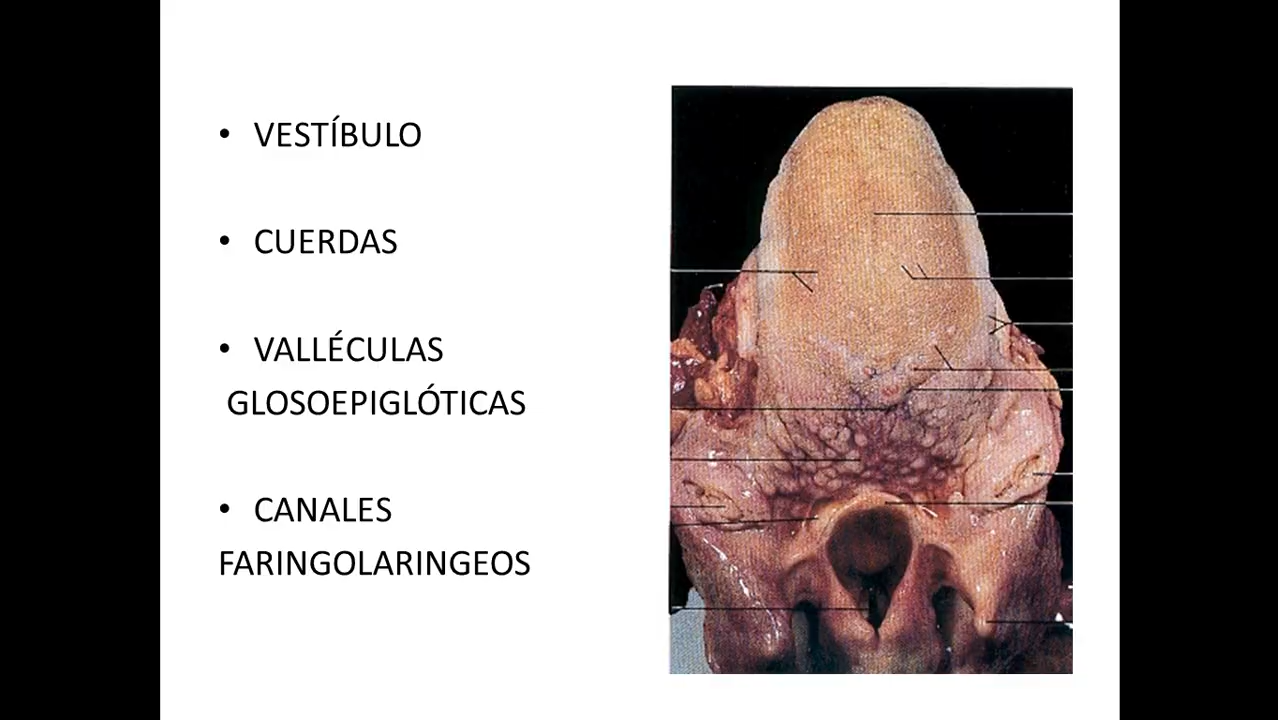 • VESTÍBULO
• CUERDAS
• VALLÉCULAS
GLOSOEPIGLÓTICAS
• CANALES
FARINGOLARINGEOS